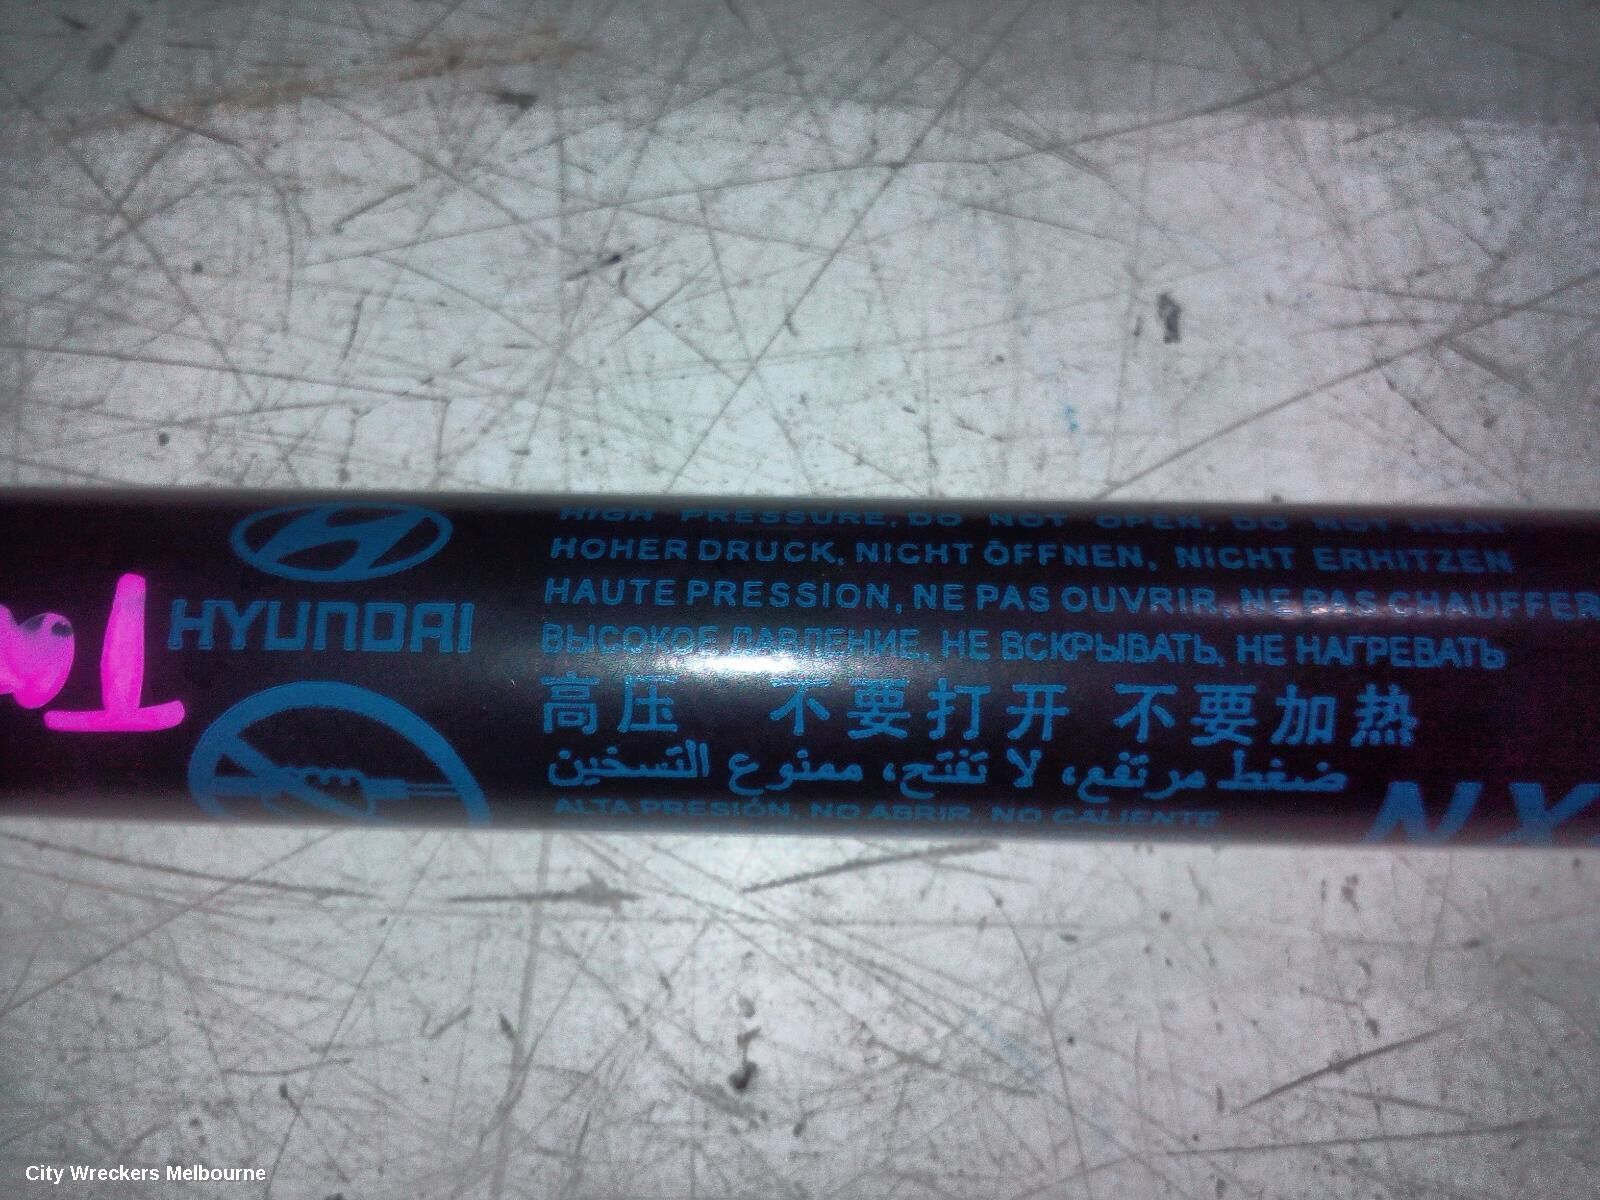 HIGH PRESSURE, DO NOT OPEN, DO NOT HEAT
HOHER DRUCK, NICHT ÖFFNEN, NICHT ERHITZEN
HAUTE PRESSION, NE PAS OUVRIR, NE PAS CHAUFFER
HYUNDAI
ВЫСОКОЕ ДАВЛЕНИЕ, НЕ ВСКРЫВАТЬ, НЕ НАГРЕВАТЬ
高压 不要打开 不要加热
ضغط مرتفع، لا تفتح، ممنوع التسخين
ALTA PRESIÓN, NO ABRIR, NO CALIENTE
NX
City Wreckers Melbourne